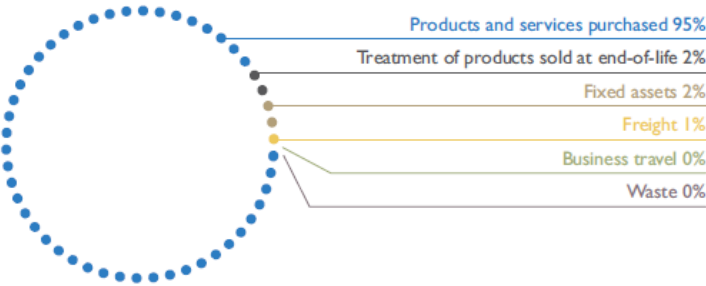 Products and services purchased 95%
Treatment of products sold at end-of-life 2%
Fixed assets 2%
Freight 1%
Business travel 0%
Waste 0%